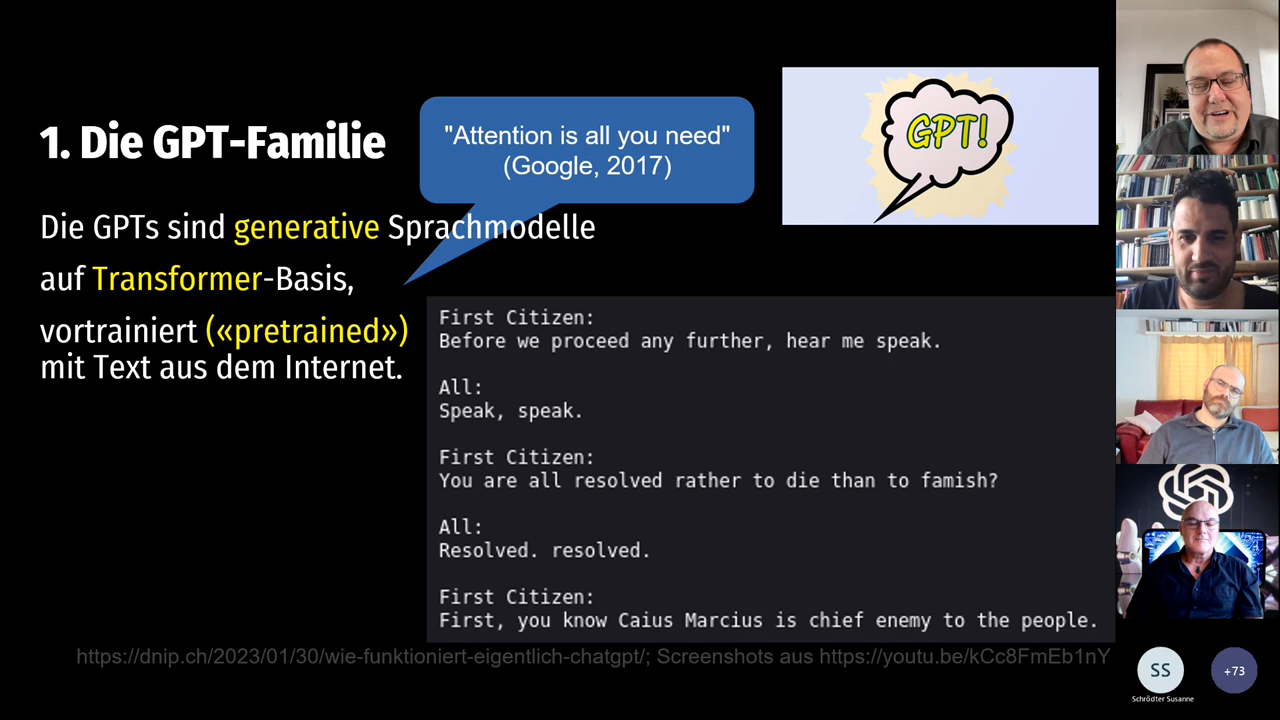 1. Die GPT-Familie
"Attention is all you need"
(Google, 2017)
GPT!
Die GPTs sind generative Sprachmodelle
auf Transformer-Basis,
vortrainiert («pretrained»)
mit Text aus dem Internet.
First Citizen:
Before we proceed any further, hear me speak.
All:
Speak, speak.
First Citizen:
You are all resolved rather to die than to famish?
All:
Resolved. resolved.
First Citizen:
First, you know Caius Marcius is chief enemy to the people.
https://dnip.ch/2023/01/30/wie-funktioniert-eigentlich-chatgpt/; Screenshots aus https://youtu.be/kCc8FmEb1nY
SS
Schrödter Susanne
+73